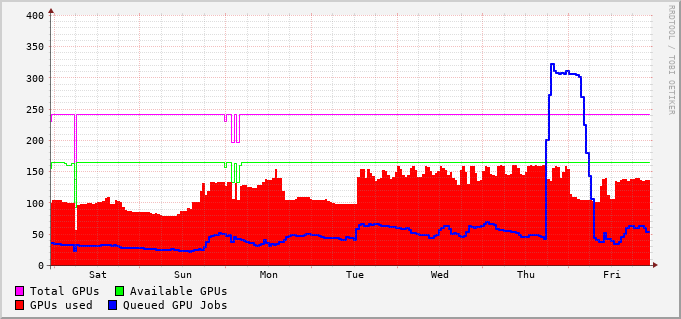 400
350
300
250
200
150
100
50
0
Sat Sun Mon Tue Wed Thu Fri
Total GPUs Available GPUs
GPUs used Queued GPU Jobs
RRDTOOL / TOBI OETIKER